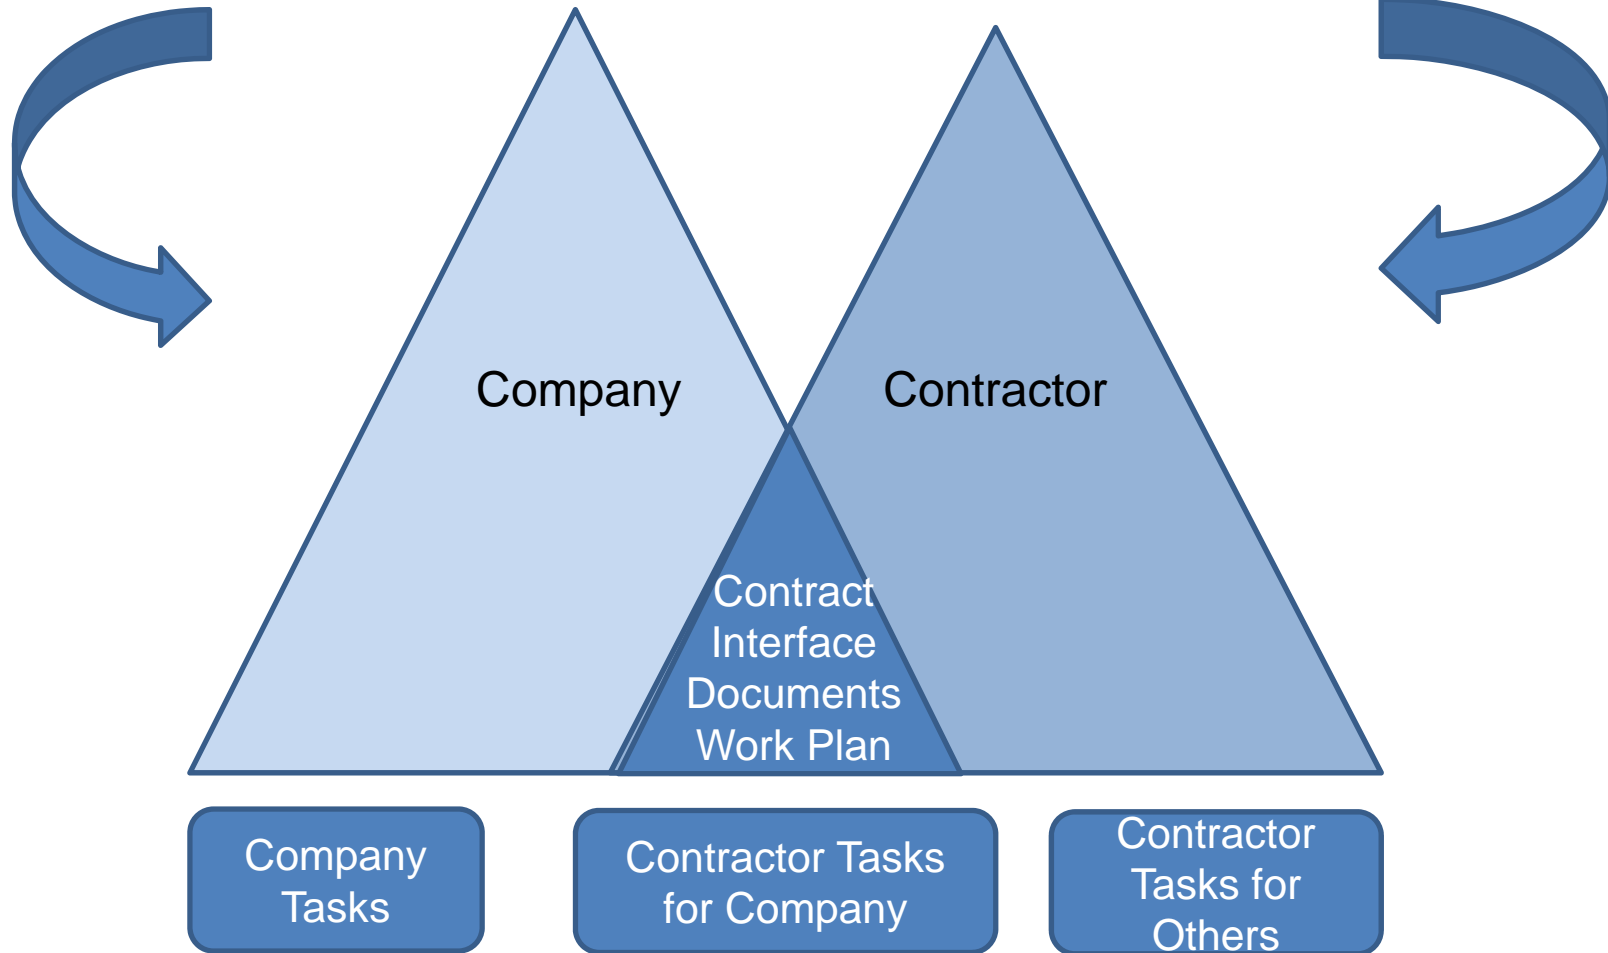 Company
Contractor
Contract
Interface
Documents
Work Plan
Company
Tasks
Contractor Tasks
for Company
Contractor
Tasks for
Others